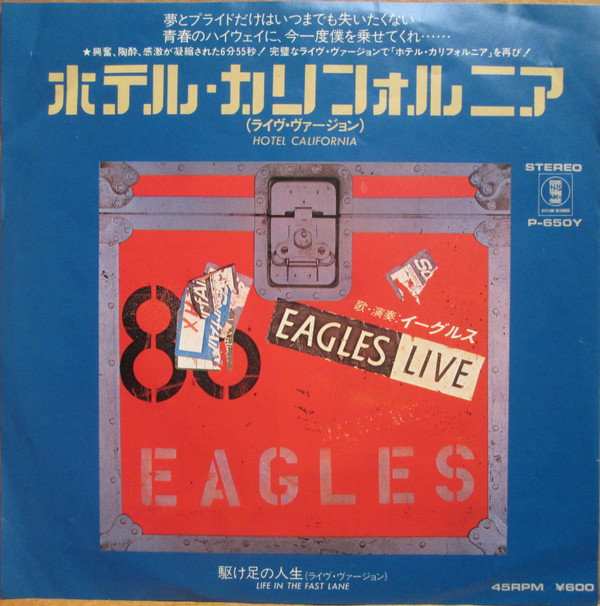 夢とプライドだけはいつまでも失いたくない
青春のハイウェイに、今一度僕を乗せてくれ……
★興奮、陶酔、感激が凝縮された6分55秒！完璧なライヴ・ヴァージョンで「ホテル・カリフォルニア」を再び！
ホテル・カリフォルニア
(ライヴ・ヴァージョン)
HOTEL CALIFORNIA
STEREO
P-650Y
歌・演奏:イーグルス
EAGLES LIVE
86
EAGLES
駆け足の人生(ライヴ・ヴァージョン)
LIFE IN THE FAST LANE
45RPM ¥600